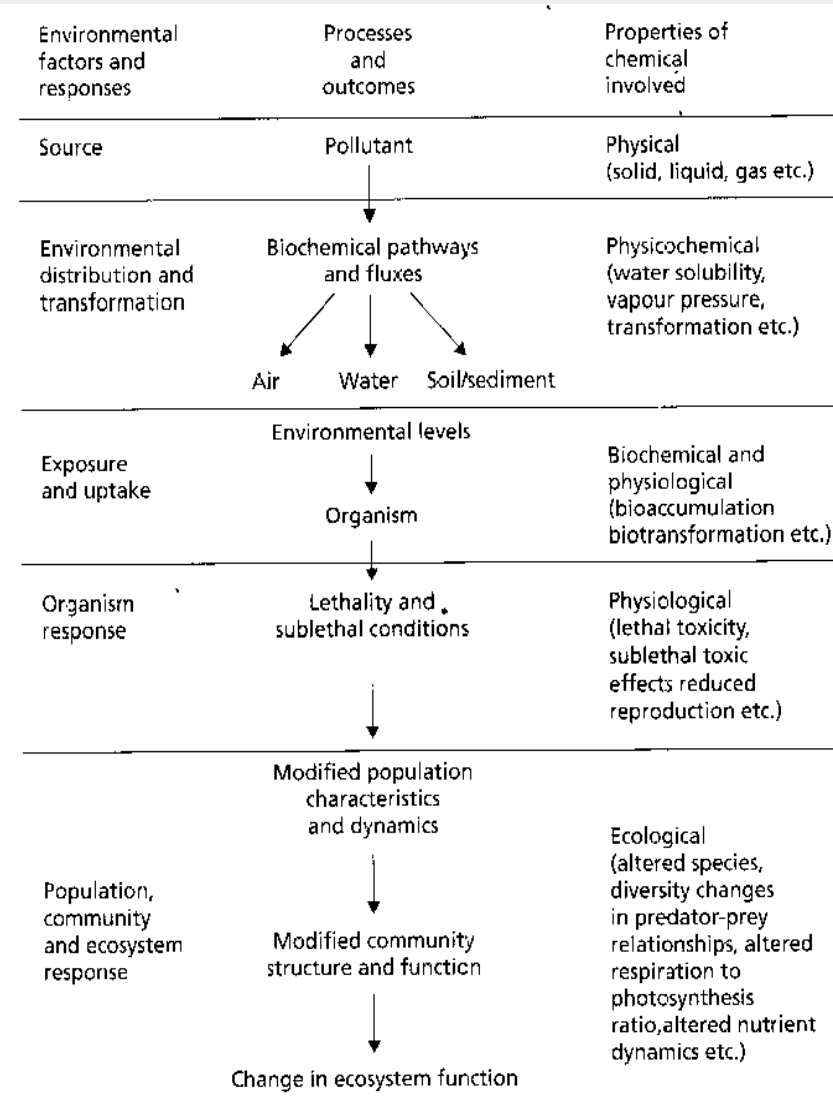 Environmental
factors and
responses
Processes
and
outcomes
Properties of
chemical
involved
Source
Pollutant
Physical
(solid, liquid, gas etc.)
Environmental
distribution and
transformation
Biochemical pathways
and fluxes
Air Water Soil/sediment
Physicochemical
(water solubility,
vapour pressure,
transformation etc.)
Exposure
and uptake
Environmental levels
Organism
Biochemical and
physiological
(bioaccumulation
biotransformation etc.)
Organism
response
Lethality and
sublethal conditions
Physiological
(lethal toxicity,
sublethal toxic
effects reduced
reproduction etc.)
Population,
community
and ecosystem
response
Modified population
characteristics
and dynamics
Modified community
structure and function
Change in ecosystem function
Ecological
(altered species,
diversity changes
in predator-prey
relationships, altered
respiration to
photosynthesis
ratio,altered nutrient
dynamics etc.)